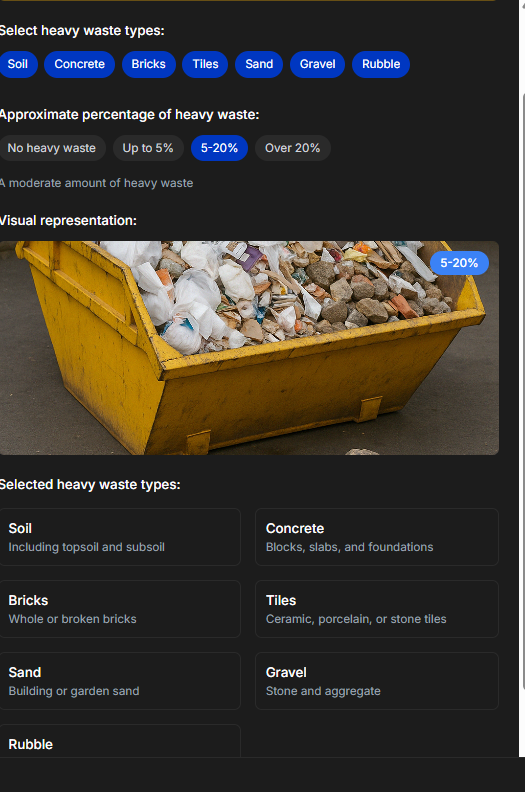 Select heavy waste types:
Soil Concrete Bricks Tiles Sand Gravel Rubble
Approximate percentage of heavy waste:
No heavy waste Up to 5% 5-20% Over 20%
A moderate amount of heavy waste
Visual representation:
5-20%
Selected heavy waste types:
Soil
Including topsoil and subsoil
Concrete
Blocks, slabs, and foundations
Bricks
Whole or broken bricks
Tiles
Ceramic, porcelain, or stone tiles
Sand
Building or garden sand
Gravel
Stone and aggregate
Rubble